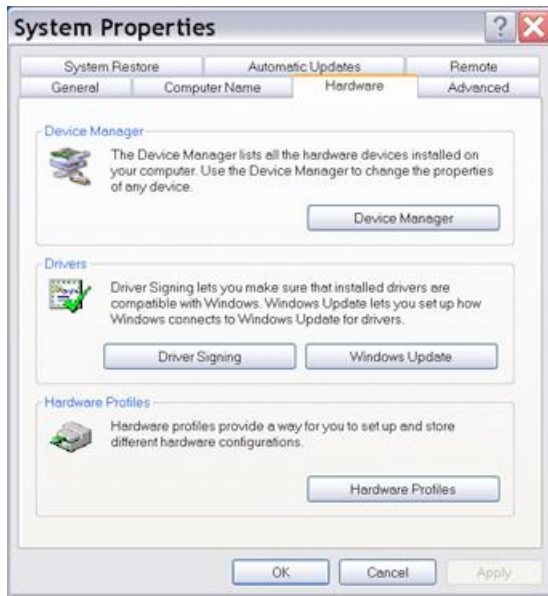 System Properties
System Restore Automatic Updates Remote
General Computer Name Hardware Advanced
Device Manager
The Device Manager lists all the hardware devices installed on
your computer. Use the Device Manager to change the properties
of any device.
Device Manager
Drivers
Driver Signing lets you make sure that installed drivers are
compatible with Windows. Windows Update lets you set up how
Windows connects to Windows Update for drivers.
Driver Signing Windows Update
Hardware Profiles
Hardware profiles provide a way for you to set up and store
different hardware configurations.
Hardware Profiles
OK Cancel Apply